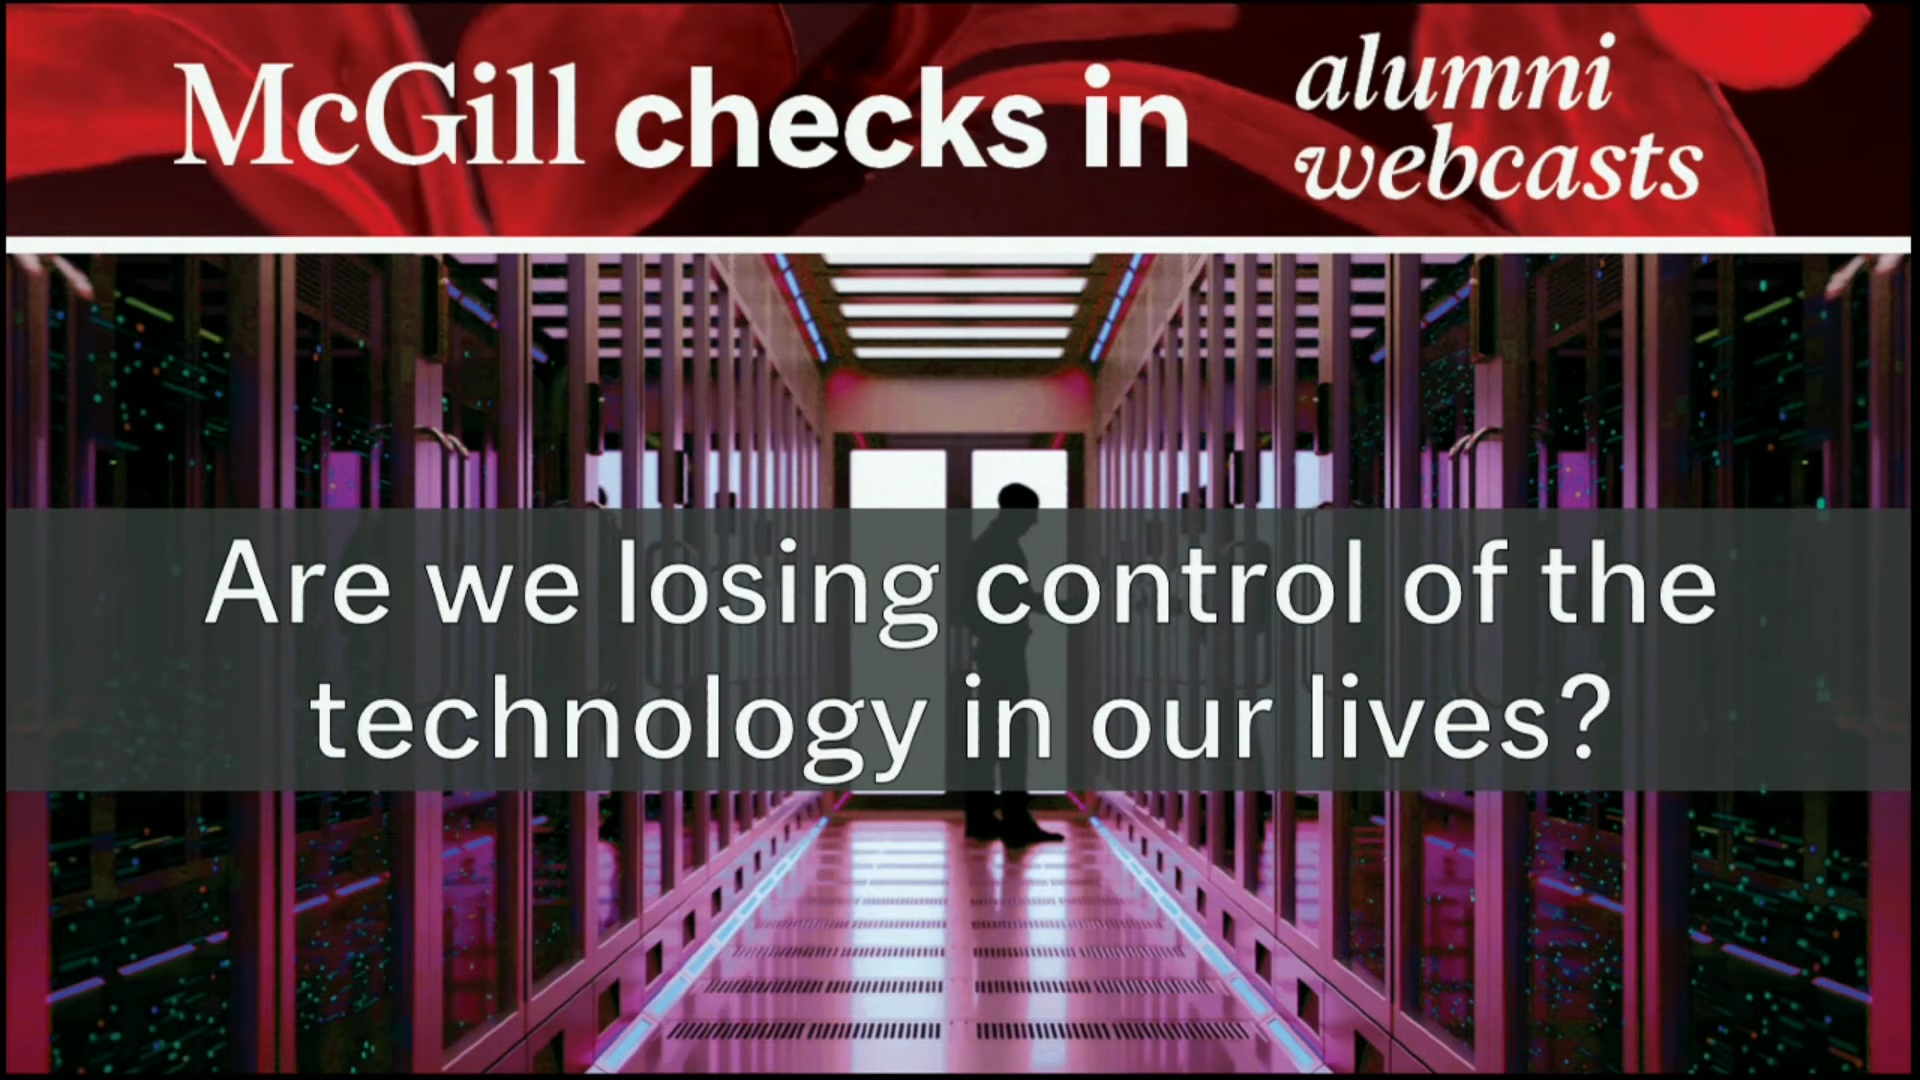 McGill checks in
alumni
webcasts
Are we losing control of the
technology in our lives?